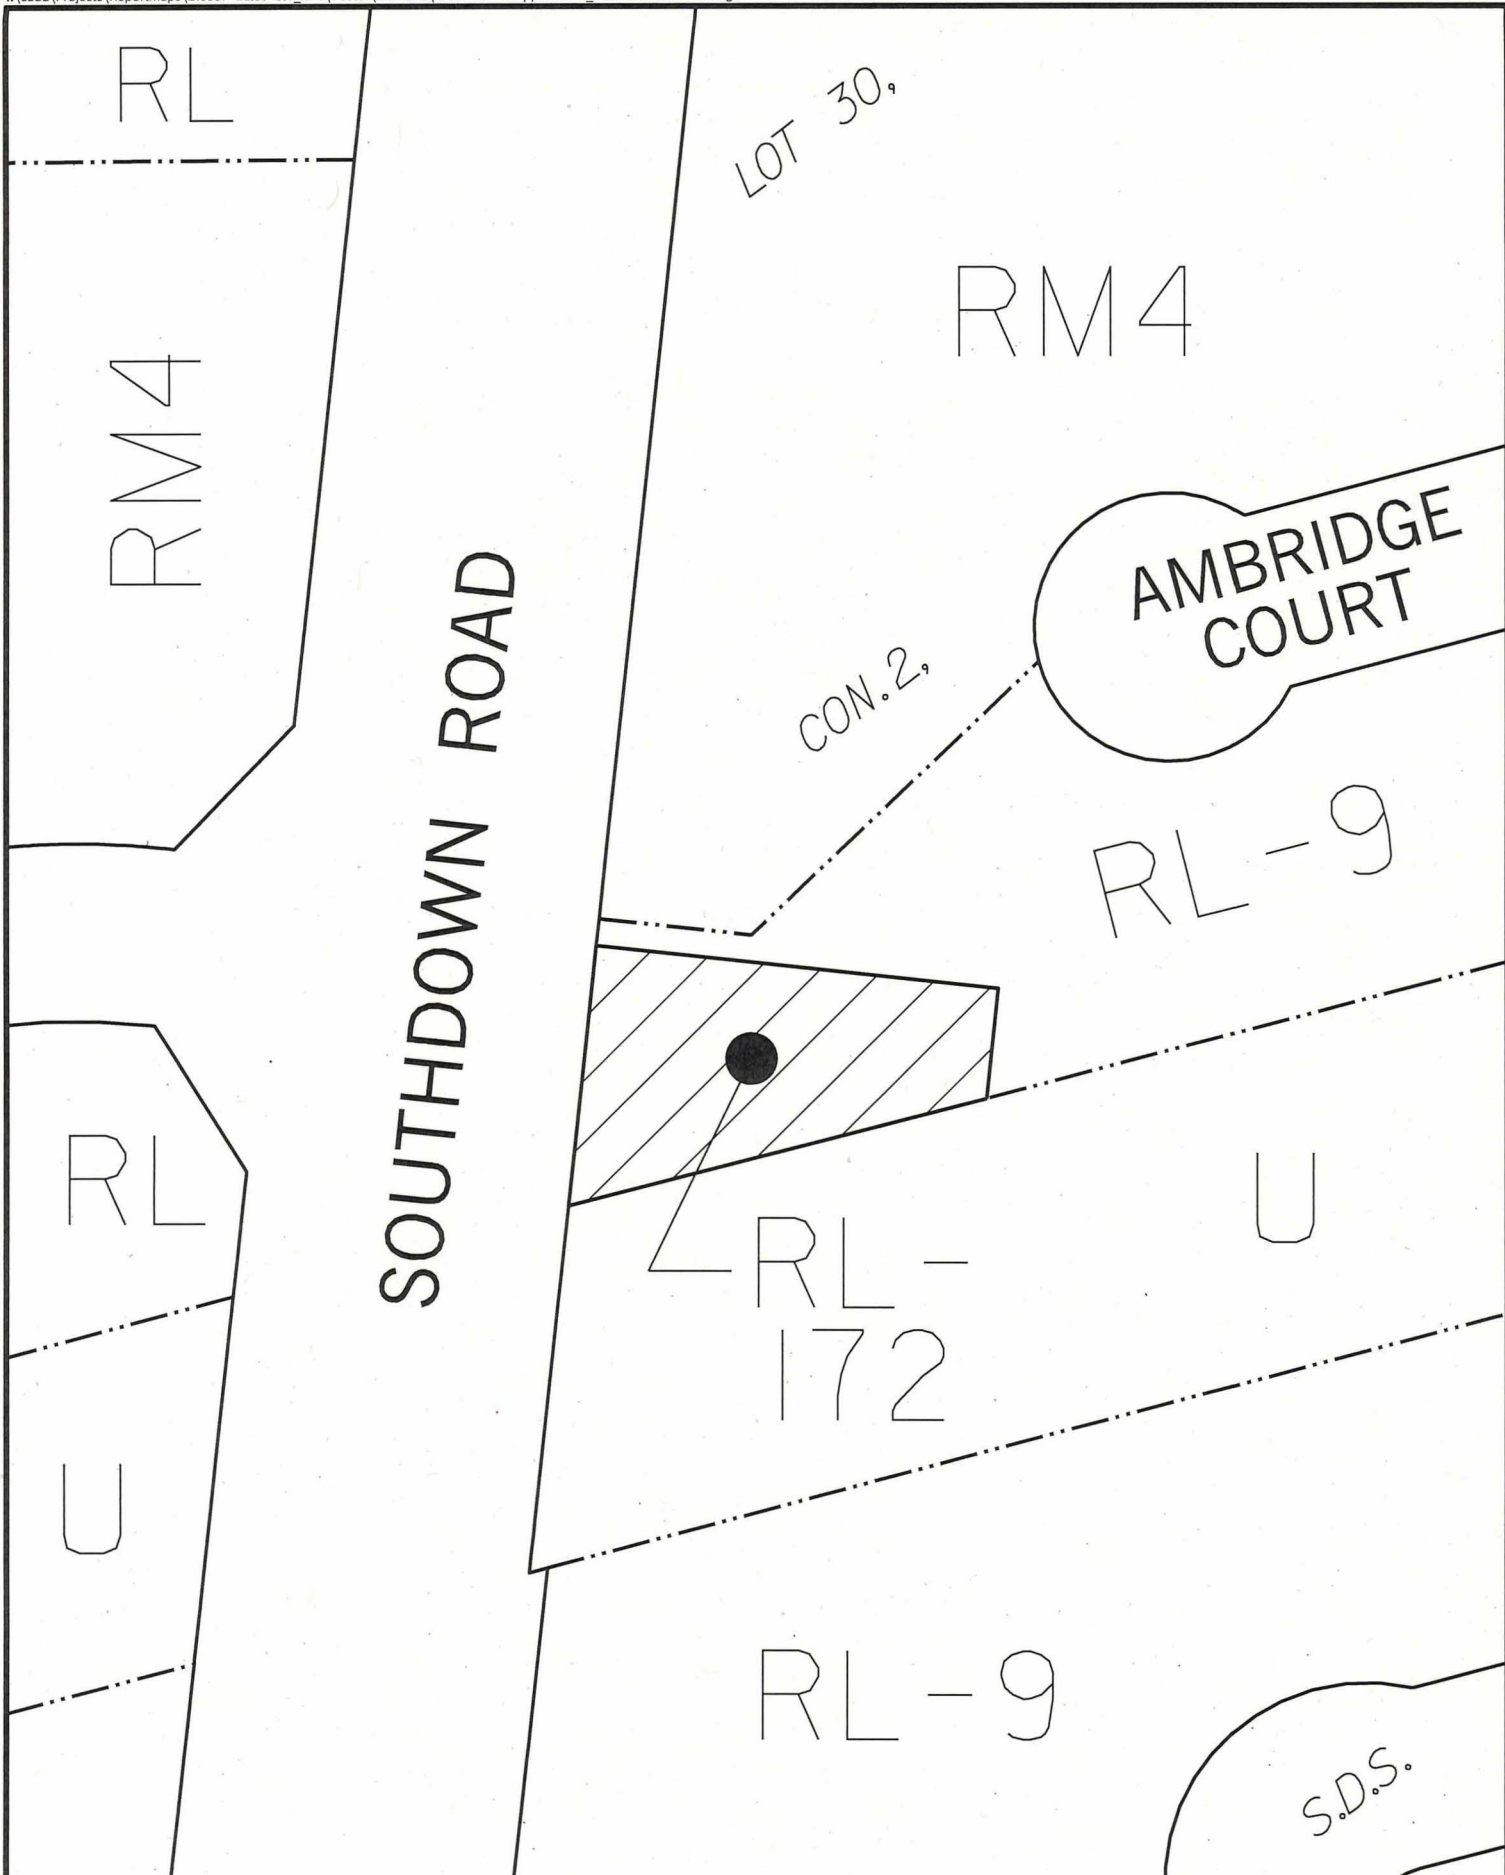 RL
LOT 30,
RM4
RM4
AMBRIDGE
COURT
SOUTHDOWN ROAD
CON.2,
RL-9
RL
RL-
172
U
U
RL-9
S.D.S.